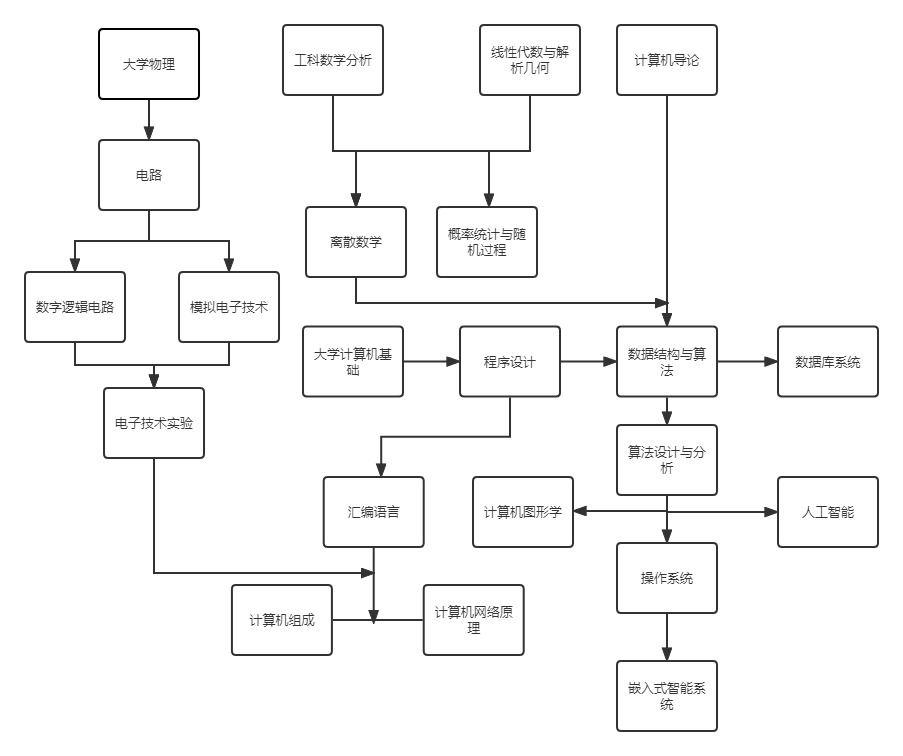 大学物理
工科数学分析
线性代数与解
析几何
计算机导论
电路
离散数学
概率统计与随
机过程
数字逻辑电路
模拟电子技术
大学计算机基
础
程序设计
数据结构与算
法
数据库系统
电子技术实验
算法设计与分
析
汇编语言
计算机图形学
人工智能
操作系统
计算机组成
计算机网络原
理
嵌入式智能系
统